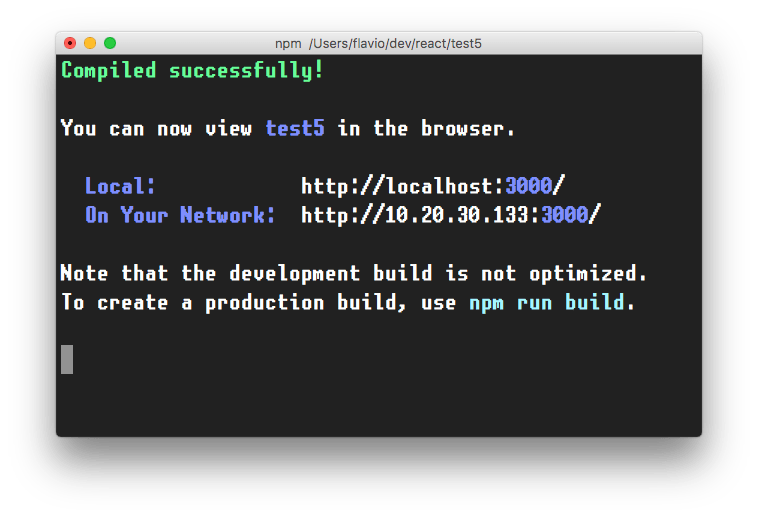 npm /Users/flavio/dev/react/test5
Compiled successfully!
You can now view test5 in the browser.
Local: http://localhost:3000/
On Your Network: http://10.20.30.133:3000/
Note that the development build is not optimized.
To create a production build, use npm run build.